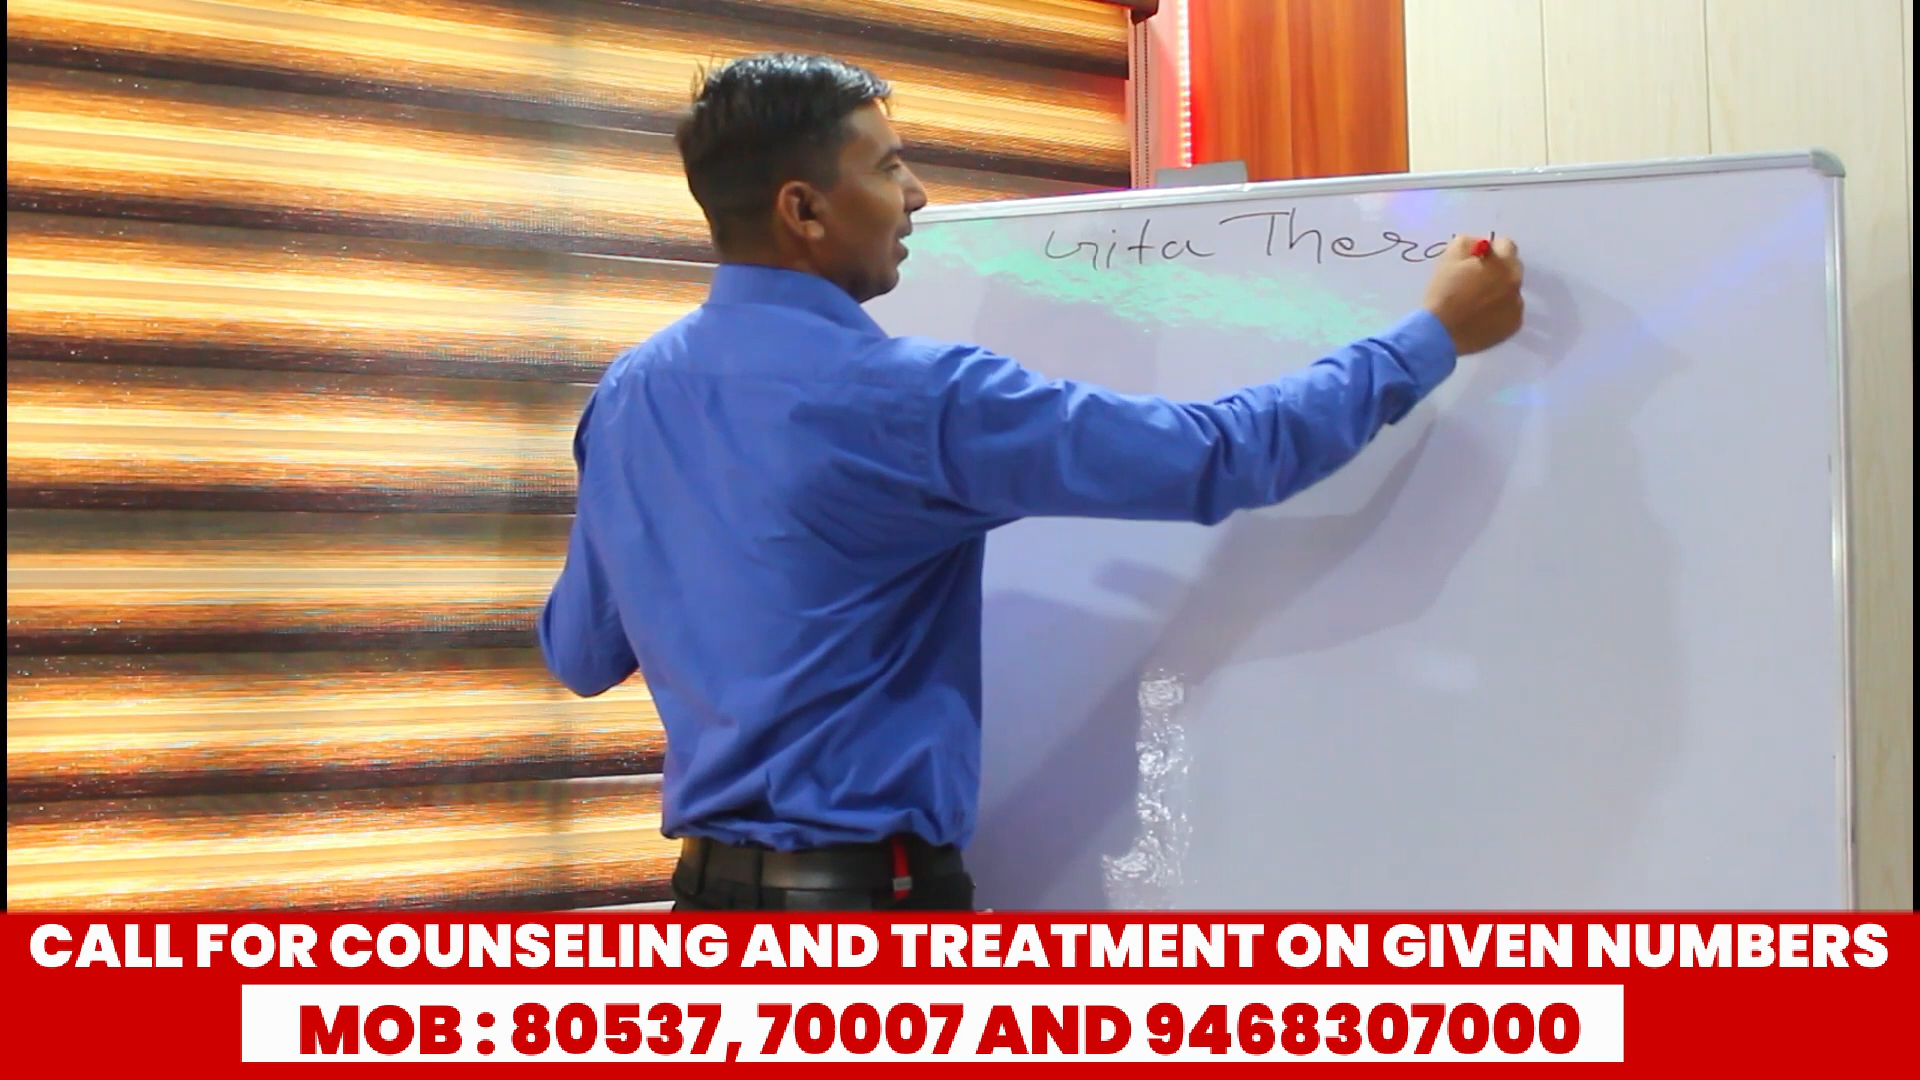 Gita Thera
CALL FOR COUNSELING AND TREATMENT ON GIVEN NUMBERS
MOB : 80537, 70007 AND 9468307000